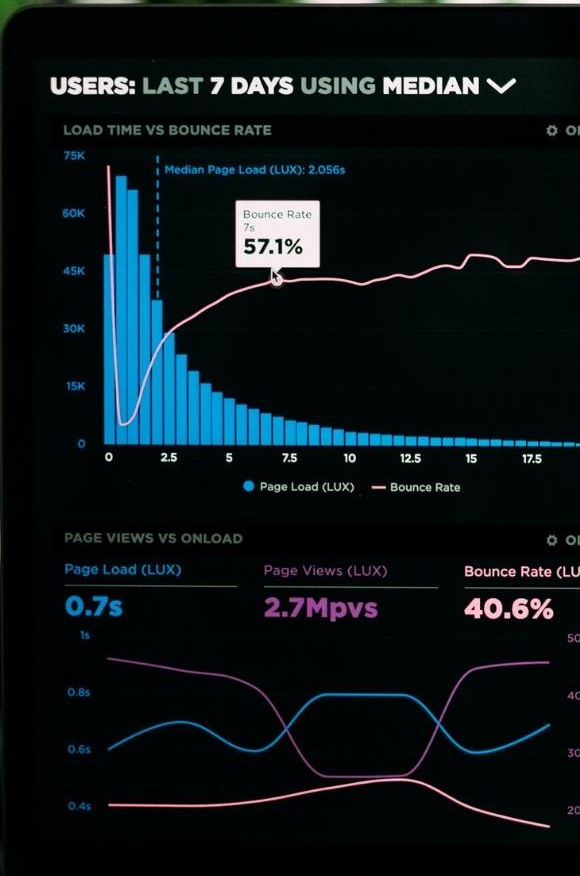 USERS: LAST 7 DAYS USING MEDIAN
LOAD TIME VS BOUNCE RATE
75K
Median Page Load (LUX): 2.056s
60K
Bounce Rate
7s
57.1%
45K
30K
15K
0
0 2.5 5 7.5 10 12.5 15 17.5
Page Load (LUX) Bounce Rate
PAGE VIEWS VS ONLOAD
Page Load (LUX) Page Views (LUX) Bounce Rate (LU
0.7s 2.7Mpvs 40.6%
1s 50
0.8s 40
0.6s 30
0.4s 20